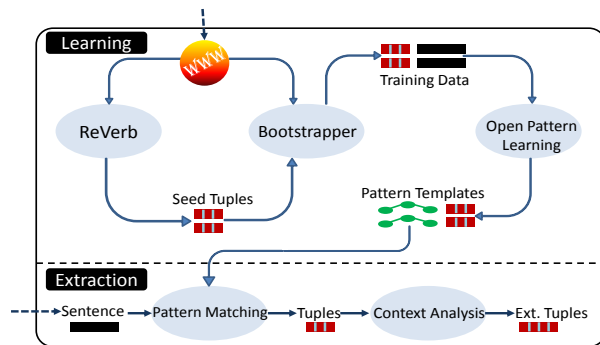 Learning
WWW
ReVerb
Bootstrapper
Training Data
Open Pattern
Learning
Seed Tuples
Pattern Templates
Extraction
Sentence
Pattern Matching
Tuples
Context Analysis
Ext. Tuples